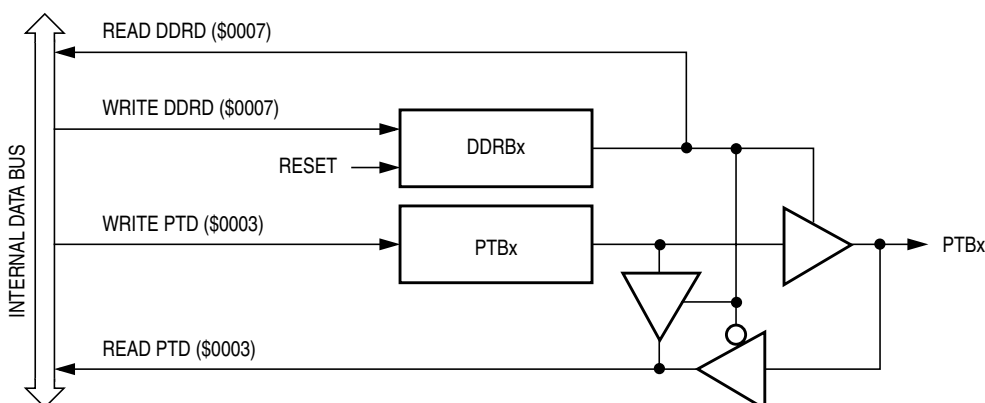 READ DDRD ($0007)
WRITE DDRD ($0007)
DDRBx
RESET
INTERNAL DATA BUS
WRITE PTD ($0003)
PTBx
PTBx
READ PTD ($0003)